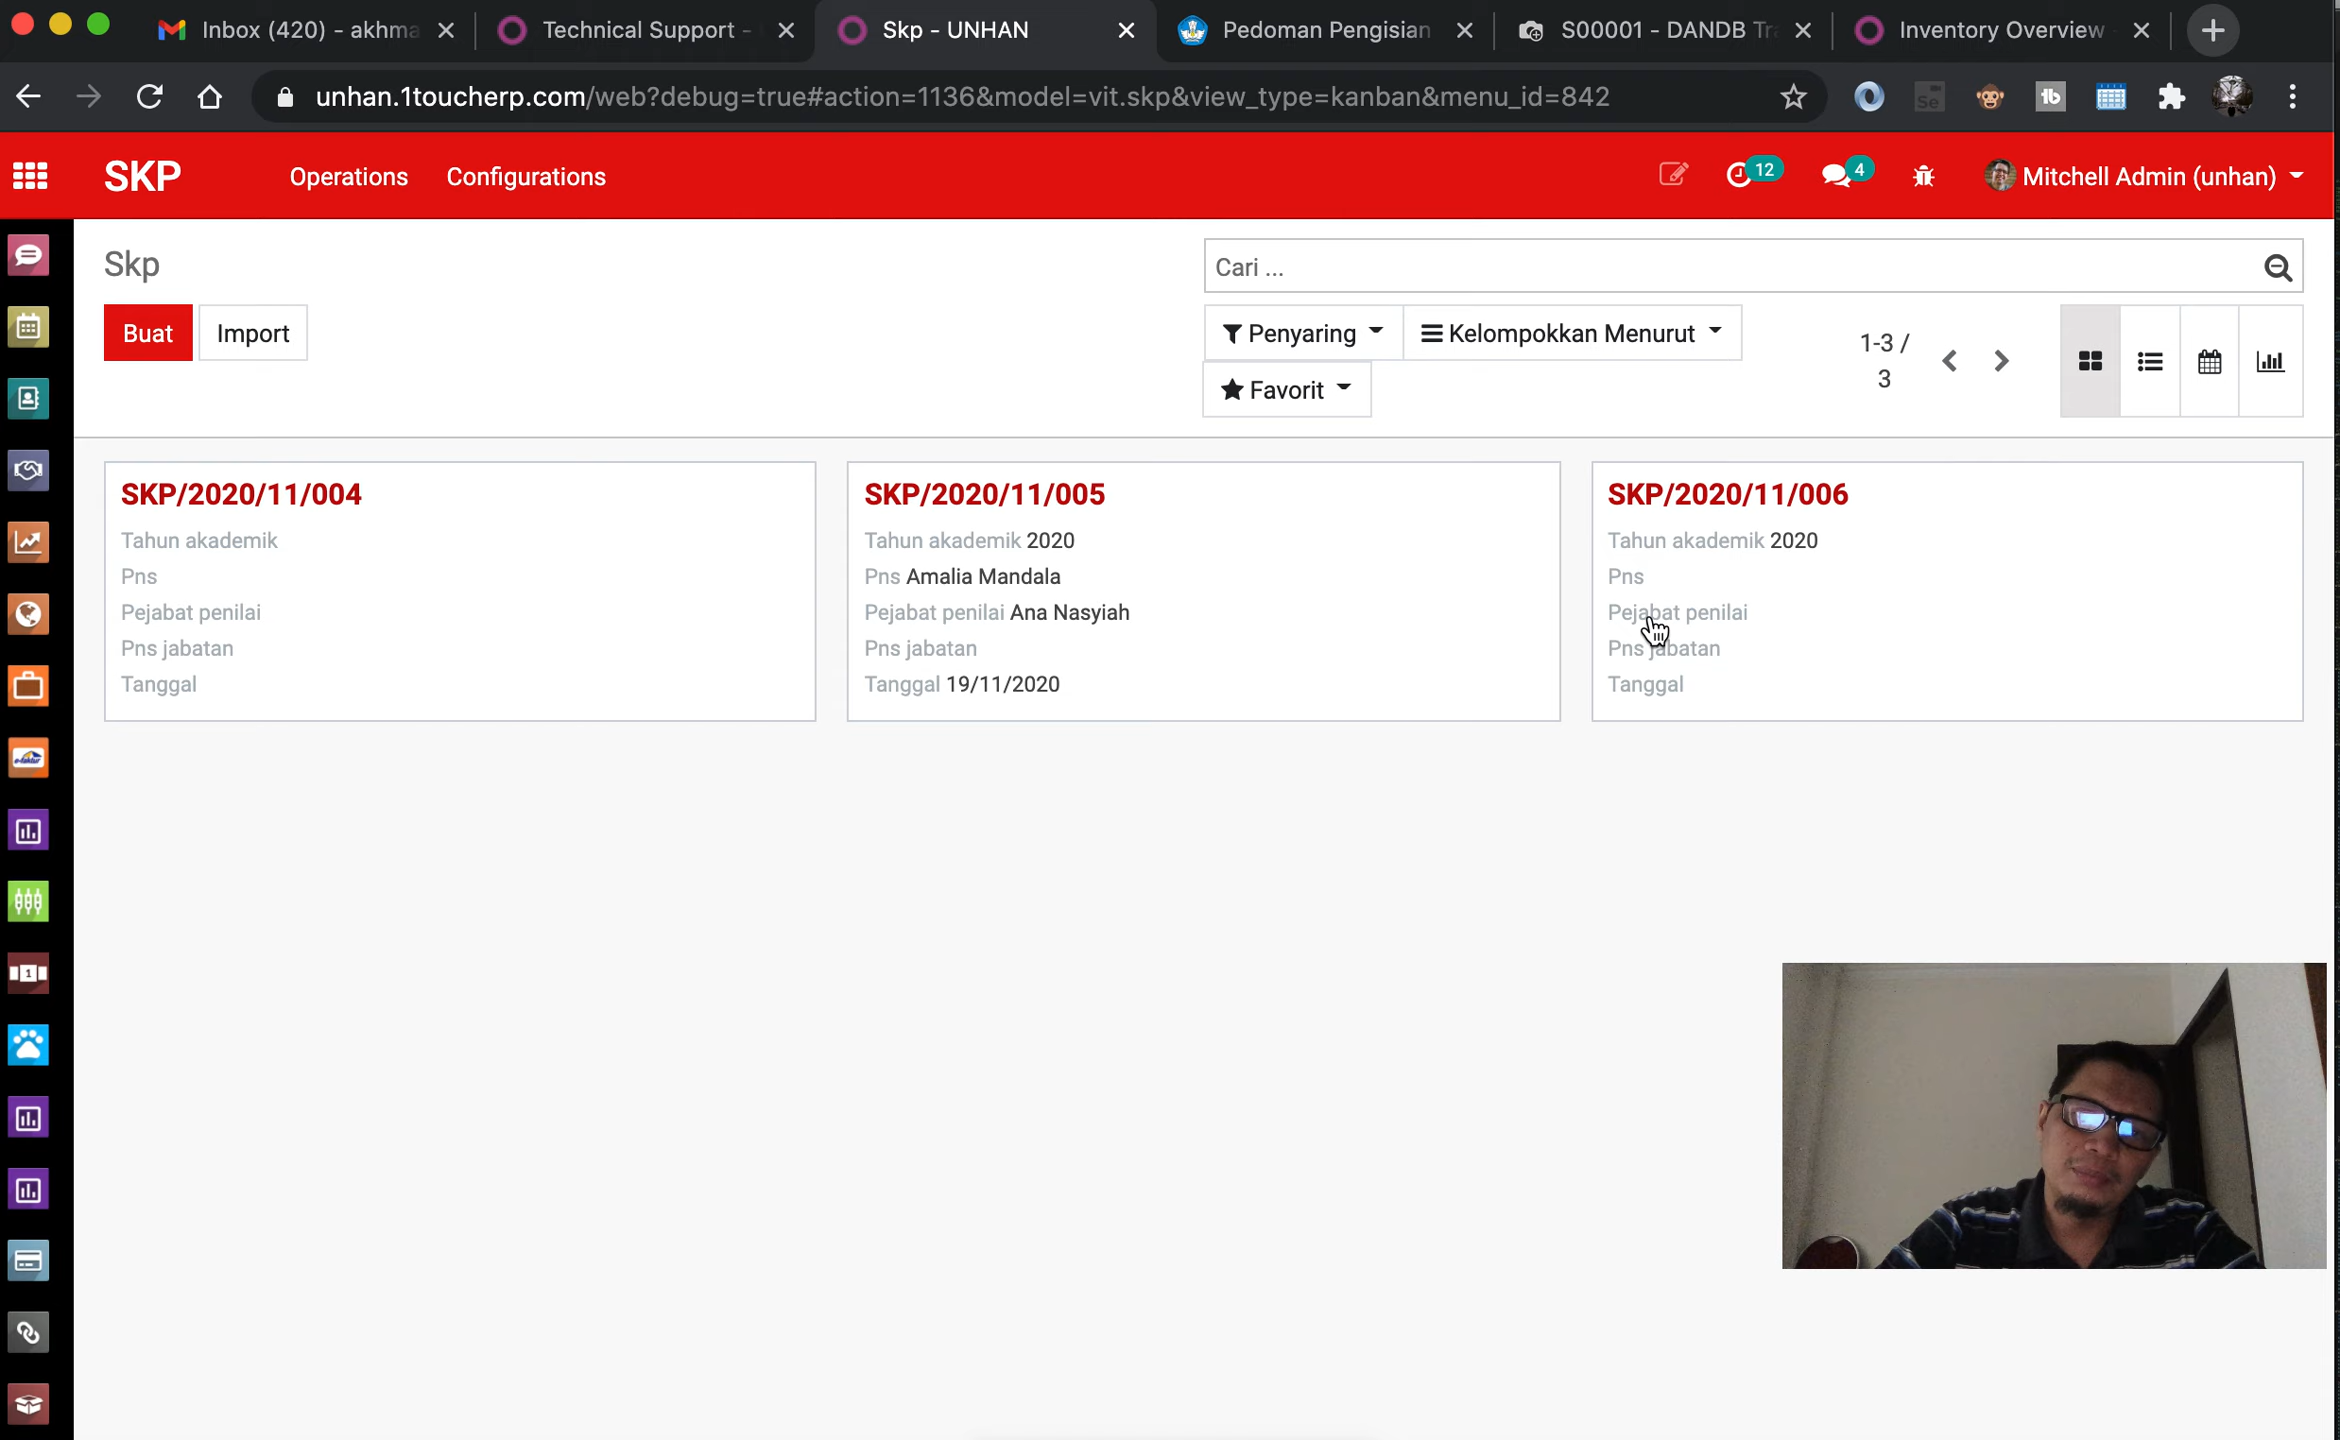 Inbox (420) - akhma
Technical Support -
Skp - UNHAN
Pedoman Pengisian
S00001 - DANDB Tra
Inventory Overview
unhan.1toucherp.com/web?debug=true#action=1136&model=vit.skp&view_type=kanban&menu_id=842
SKP
Operations
Configurations
12
4
Mitchell Admin (unhan)
Skp
Cari ...
Buat
Import
Penyaring
Kelompokkan Menurut
Favorit
1-3 /
3
SKP/2020/11/004
Tahun akademik
Pns
Pejabat penilai
Pns jabatan
Tanggal
SKP/2020/11/005
Tahun akademik 2020
Pns Amalia Mandala
Pejabat penilai Ana Nasyiah
Pns jabatan
Tanggal 19/11/2020
SKP/2020/11/006
Tahun akademik 2020
Pns
Pejabat penilai
Pns jabatan
Tanggal